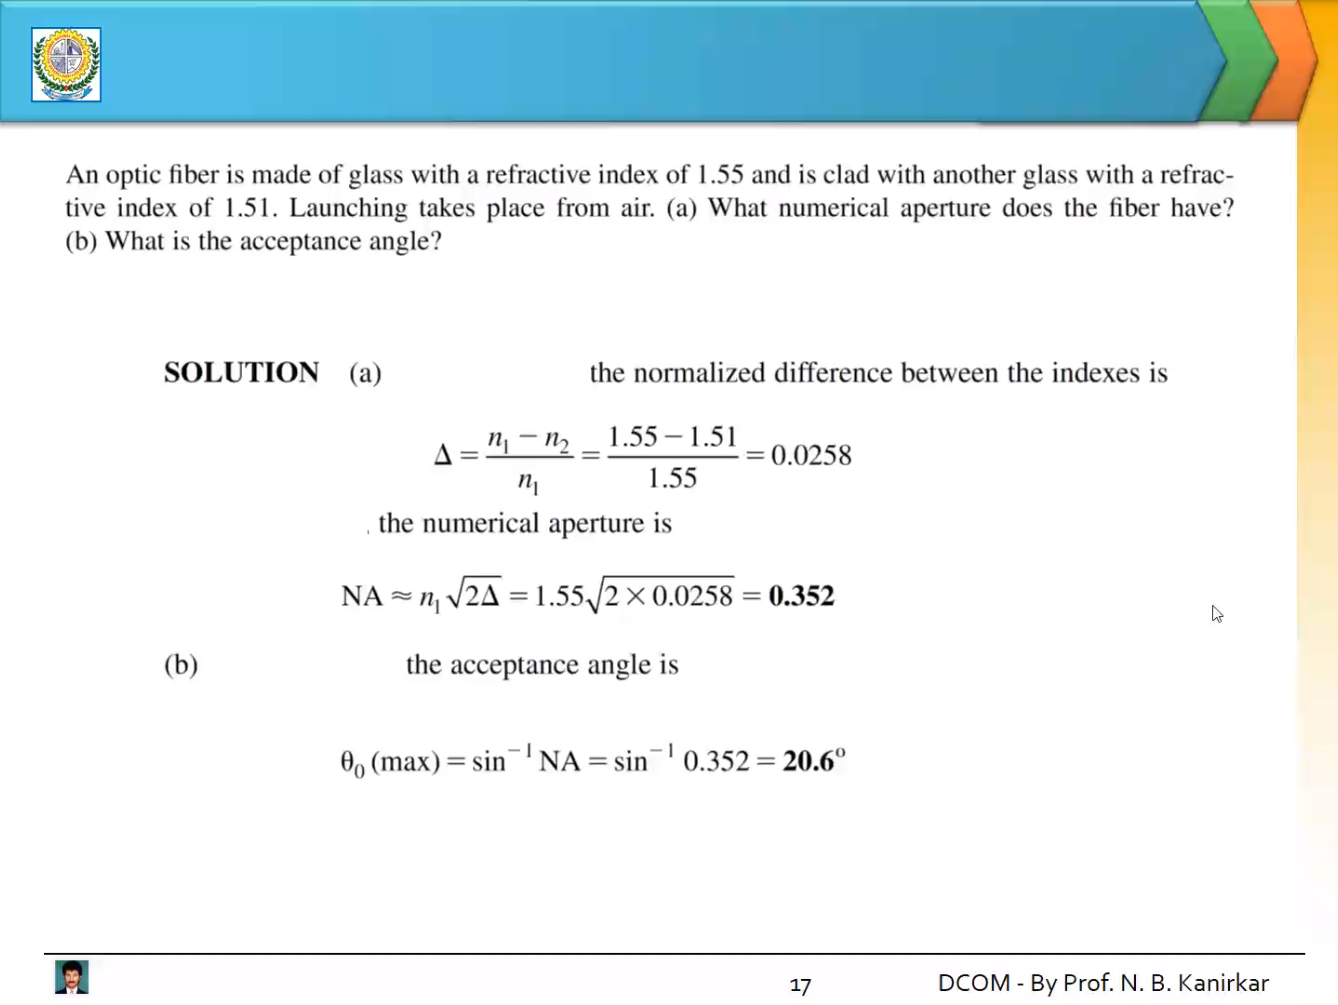 An optic fiber is made of glass with a refractive index of 1.55 and is clad with another glass with a refrac-
tive index of 1.51. Launching takes place from air. (a) What numerical aperture does the fiber have?
(b) What is the acceptance angle?
SOLUTION (a) the normalized difference between the indexes is
Δ = (n₁ − n₂)/n₁ = (1.55 − 1.51)/1.55 = 0.0258
the numerical aperture is
NA ≈ n₁ √(2Δ) = 1.55√(2 × 0.0258) = 0.352
(b) the acceptance angle is
θ₀ (max) = sin⁻¹ NA = sin⁻¹ 0.352 = 20.6°
17 DCOM - By Prof. N. B. Kanirkar